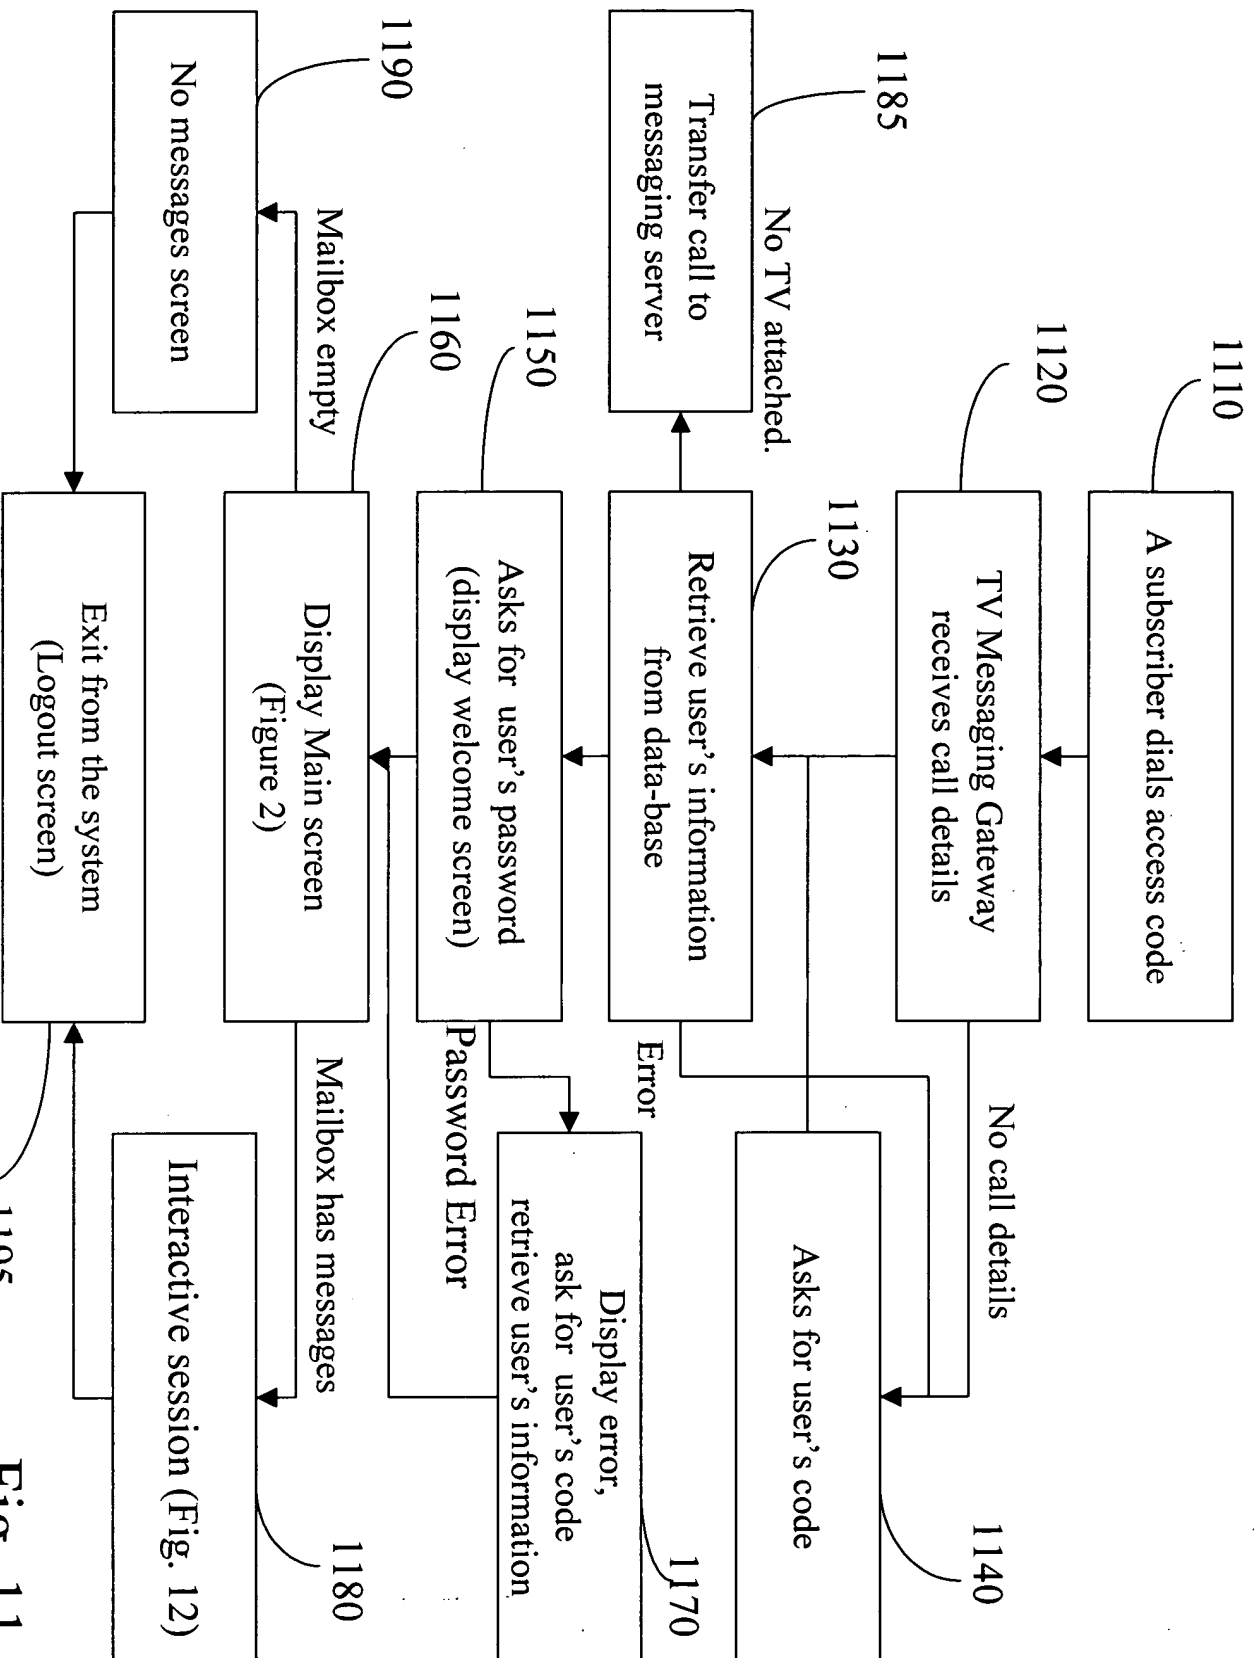 1110
A subscriber dials access code
1120
TV Messaging Gateway
receives call details
No call details
1140
Asks for user's code
1185
No TV attached.
Transfer call to
messaging server
1130
Retrieve user's information
from data-base
Error
1150
Asks for user's password
(display welcome screen)
Password Error
1170
Display error,
ask for user's code
retrieve user's information
1160
Display Main screen
(Figure 2)
Mailbox empty
Mailbox has messages
1190
No messages screen
1180
Interactive session (Fig. 12)
Exit from the system
(Logout screen)
1195
Fig. 11